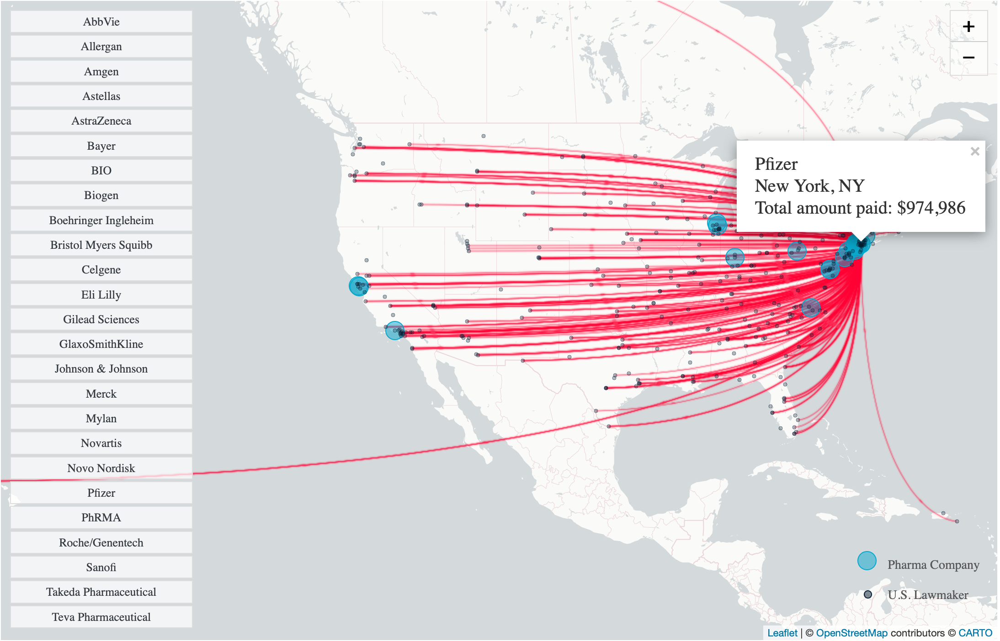 AbbVie
Allergan
Amgen
Astellas
AstraZeneca
Bayer
BIO
Biogen
Boehringer Ingleheim
Bristol Myers Squibb
Celgene
Eli Lilly
Gilead Sciences
GlaxoSmithKline
Johnson & Johnson
Merck
Mylan
Novartis
Novo Nordisk
Pfizer
PhRMA
Roche/Genentech
Sanofi
Takeda Pharmaceutical
Teva Pharmaceutical
+
−
×
Pfizer
New York, NY
Total amount paid: $974,986
Pharma Company
U.S. Lawmaker
Leaflet | © OpenStreetMap contributors © CARTO